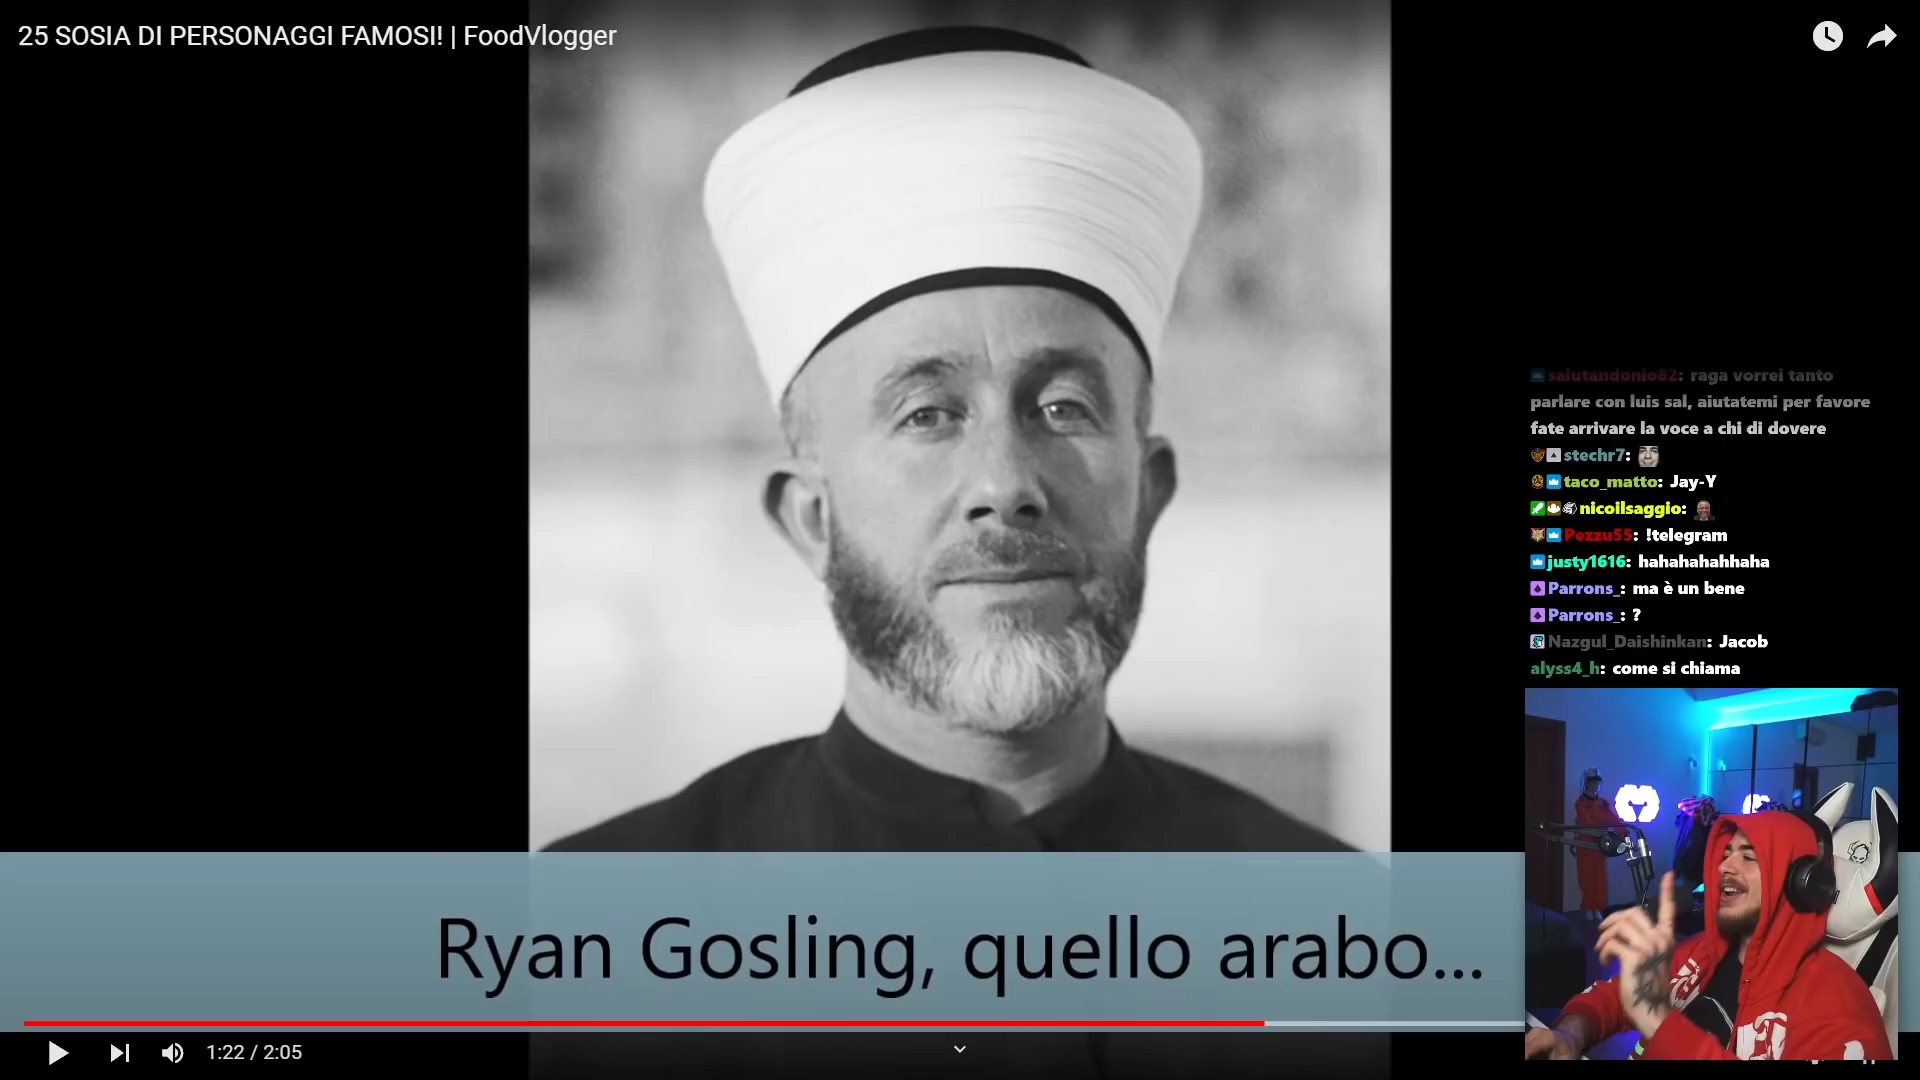 25 SOSIA DI PERSONAGGI FAMOSI! | FoodVlogger
salutandonio82: raga vorrei tanto
parlare con luis sal, aiutatemi per favore
fate arrivare la voce a chi di dovere
stechr7:
taco_matto: Jay-Y
nicoilsaggio:
Pezzu55: !telegram
justy1616: hahahahahhaha
Parrons_: ma è un bene
Parrons_: ?
Nazgul_Daishinkan: Jacob
alyss4_h: come si chiama
Ryan Gosling, quello arabo...
1:22 / 2:05